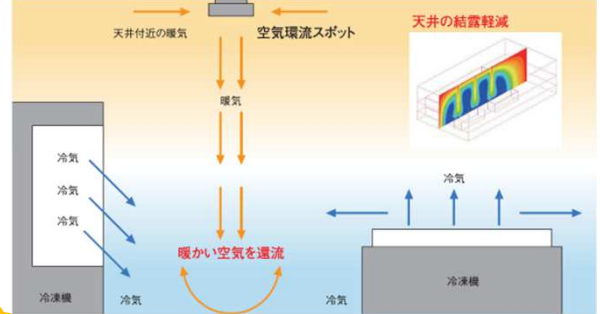 天井の結露軽減
天井付近の暖気
空気環流スポット
暖気
冷気
冷気
冷気
冷気
暖かい空気を還流
冷凍機
冷気
冷気
冷凍機